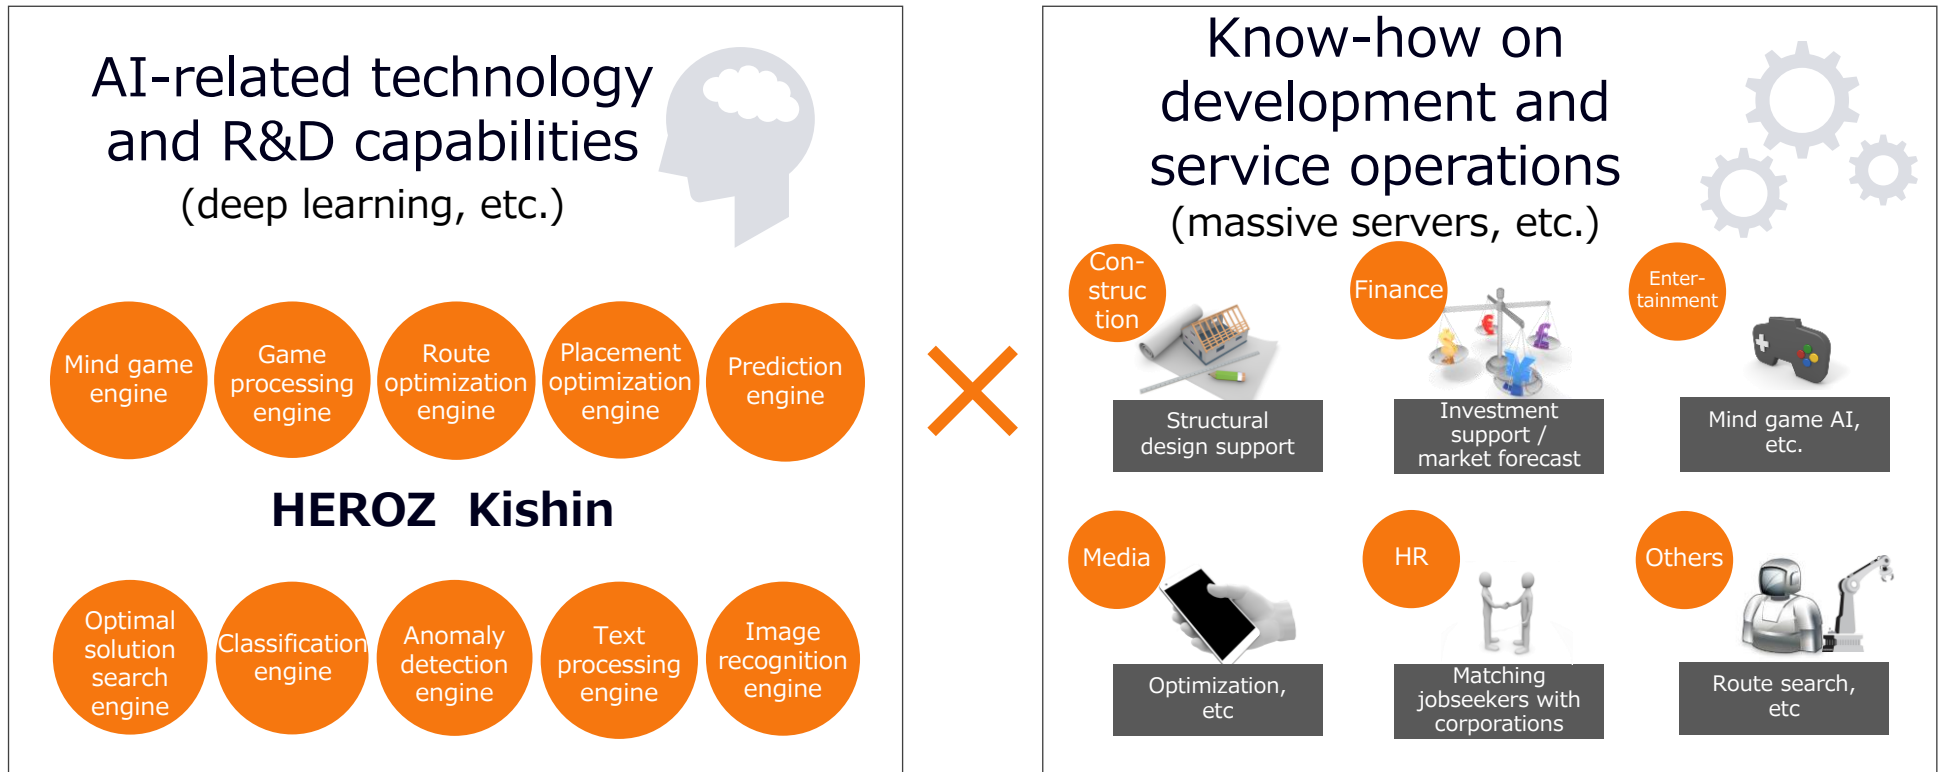 AI-related technology
and R&D capabilities
(deep learning, etc.)
Mind game
engine
Game
processing
engine
Route
optimization
engine
Placement
optimization
engine
Prediction
engine
HEROZ Kishin
Optimal
solution
search
engine
Classification
engine
Anomaly
detection
engine
Text
processing
engine
Image
recognition
engine
Know-how on
development and
service operations
(massive servers, etc.)
Con-
struc
tion
Structural
design support
Finance
Investment
support /
market forecast
Enter-
tainment
Mind game AI,
etc.
Media
Optimization,
etc
HR
Matching
jobseekers with
corporations
Others
Route search,
etc